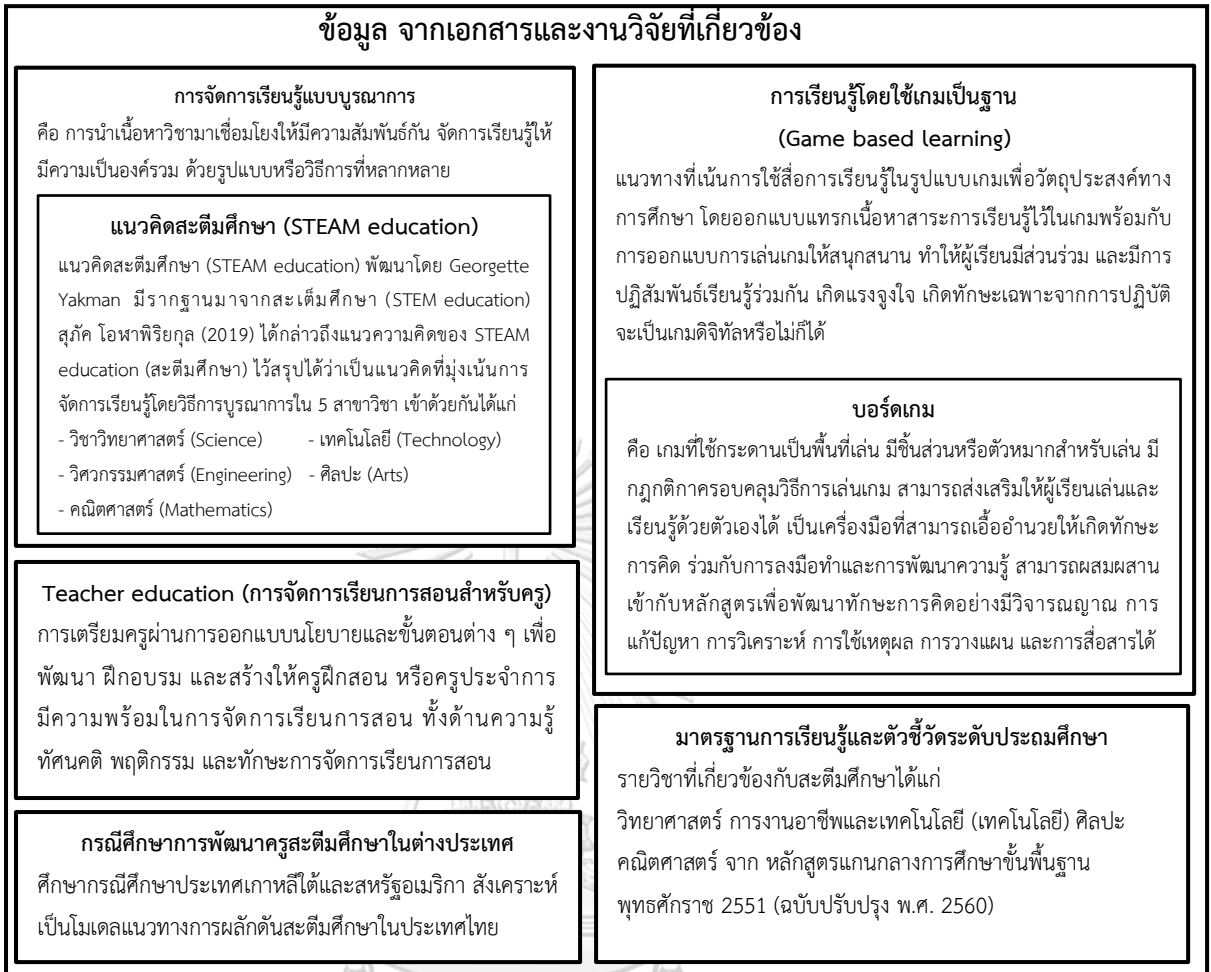 ข้อมูล จากเอกสารและงานวิจัยที่เกี่ยวข้อง
การจัดการเรียนรู้แบบบูรณาการ
คือ การนำเนื้อหาวิชามาเชื่อมโยงให้มีความสัมพันธ์กัน จัดการเรียนรู้ให้
มีความเป็นองค์รวม ด้วยรูปแบบหรือวิธีการที่หลากหลาย
แนวคิดสะตีมศึกษา (STEAM education)
แนวคิดสะตีมศึกษา (STEAM education) พัฒนาโดย Georgette
Yakman มีรากฐานมาจากสะเต็มศึกษา (STEM education)
สุภัค โอฬาพิริยกุล (2019) ได้กล่าวถึงแนวความคิดของ STEAM
education (สะตีมศึกษา) ไว้สรุปได้ว่าเป็นแนวคิดที่มุ่งเน้นการ
จัดการเรียนรู้โดยวิธีการบูรณาการใน 5 สาขาวิชา เข้าด้วยกันได้แก่
- วิชาวิทยาศาสตร์ (Science) - เทคโนโลยี (Technology)
- วิศวกรรมศาสตร์ (Engineering) - ศิลปะ (Arts)
- คณิตศาสตร์ (Mathematics)
Teacher education (การจัดการเรียนการสอนสำหรับครู)
การเตรียมครูผ่านการออกแบบนโยบายและขั้นตอนต่าง ๆ เพื่อ
พัฒนา ฝึกอบรม และสร้างให้ครูฝึกสอน หรือครูประจำการ
มีความพร้อมในการจัดการเรียนการสอน ทั้งด้านความรู้
ทัศนคติ พฤติกรรม และทักษะการจัดการเรียนการสอน
กรณีศึกษาการพัฒนาครูสะตีมศึกษาในต่างประเทศ
ศึกษากรณีศึกษาประเทศเกาหลีใต้และสหรัฐอเมริกา สังเคราะห์
เป็นโมเดลแนวทางการผลักดันสะตีมศึกษาในประเทศไทย
การเรียนรู้โดยใช้เกมเป็นฐาน
(Game based learning)
แนวทางที่เน้นการใช้สื่อการเรียนรู้ในรูปแบบเกมเพื่อวัตถุประสงค์ทาง
การศึกษา โดยออกแบบแทรกเนื้อหาสาระการเรียนรู้ไว้ในเกมพร้อมกับ
การออกแบบการเล่นเกมให้สนุกสนาน ทำให้ผู้เรียนมีส่วนร่วม และมีการ
ปฏิสัมพันธ์เรียนรู้ร่วมกัน เกิดแรงจูงใจ เกิดทักษะเฉพาะจากการปฏิบัติ
จะเป็นเกมดิจิทัลหรือไม่ก็ได้
บอร์ดเกม
คือ เกมที่ใช้กระดานเป็นพื้นที่เล่น มีชิ้นส่วนหรือตัวหมากสำหรับเล่น มี
กฎกติกาครอบคลุมวิธีการเล่นเกม สามารถส่งเสริมให้ผู้เรียนเล่นและ
เรียนรู้ด้วยตัวเองได้ เป็นเครื่องมือที่สามารถเอื้ออำนวยให้เกิดทักษะ
การคิด ร่วมกับการลงมือทำและการพัฒนาความรู้ สามารถผสมผสาน
เข้ากับหลักสูตรเพื่อพัฒนาทักษะการคิดอย่างมีวิจารณญาณ การ
แก้ปัญหา การวิเคราะห์ การใช้เหตุผล การวางแผน และการสื่อสารได้
มาตรฐานการเรียนรู้และตัวชี้วัดระดับประถมศึกษา
รายวิชาที่เกี่ยวข้องกับสะตีมศึกษาได้แก่
วิทยาศาสตร์ การงานอาชีพและเทคโนโลยี (เทคโนโลยี) ศิลปะ
คณิตศาสตร์ จาก หลักสูตรแกนกลางการศึกษาขั้นพื้นฐาน
พุทธศักราช 2551 (ฉบับปรับปรุง พ.ศ. 2560)